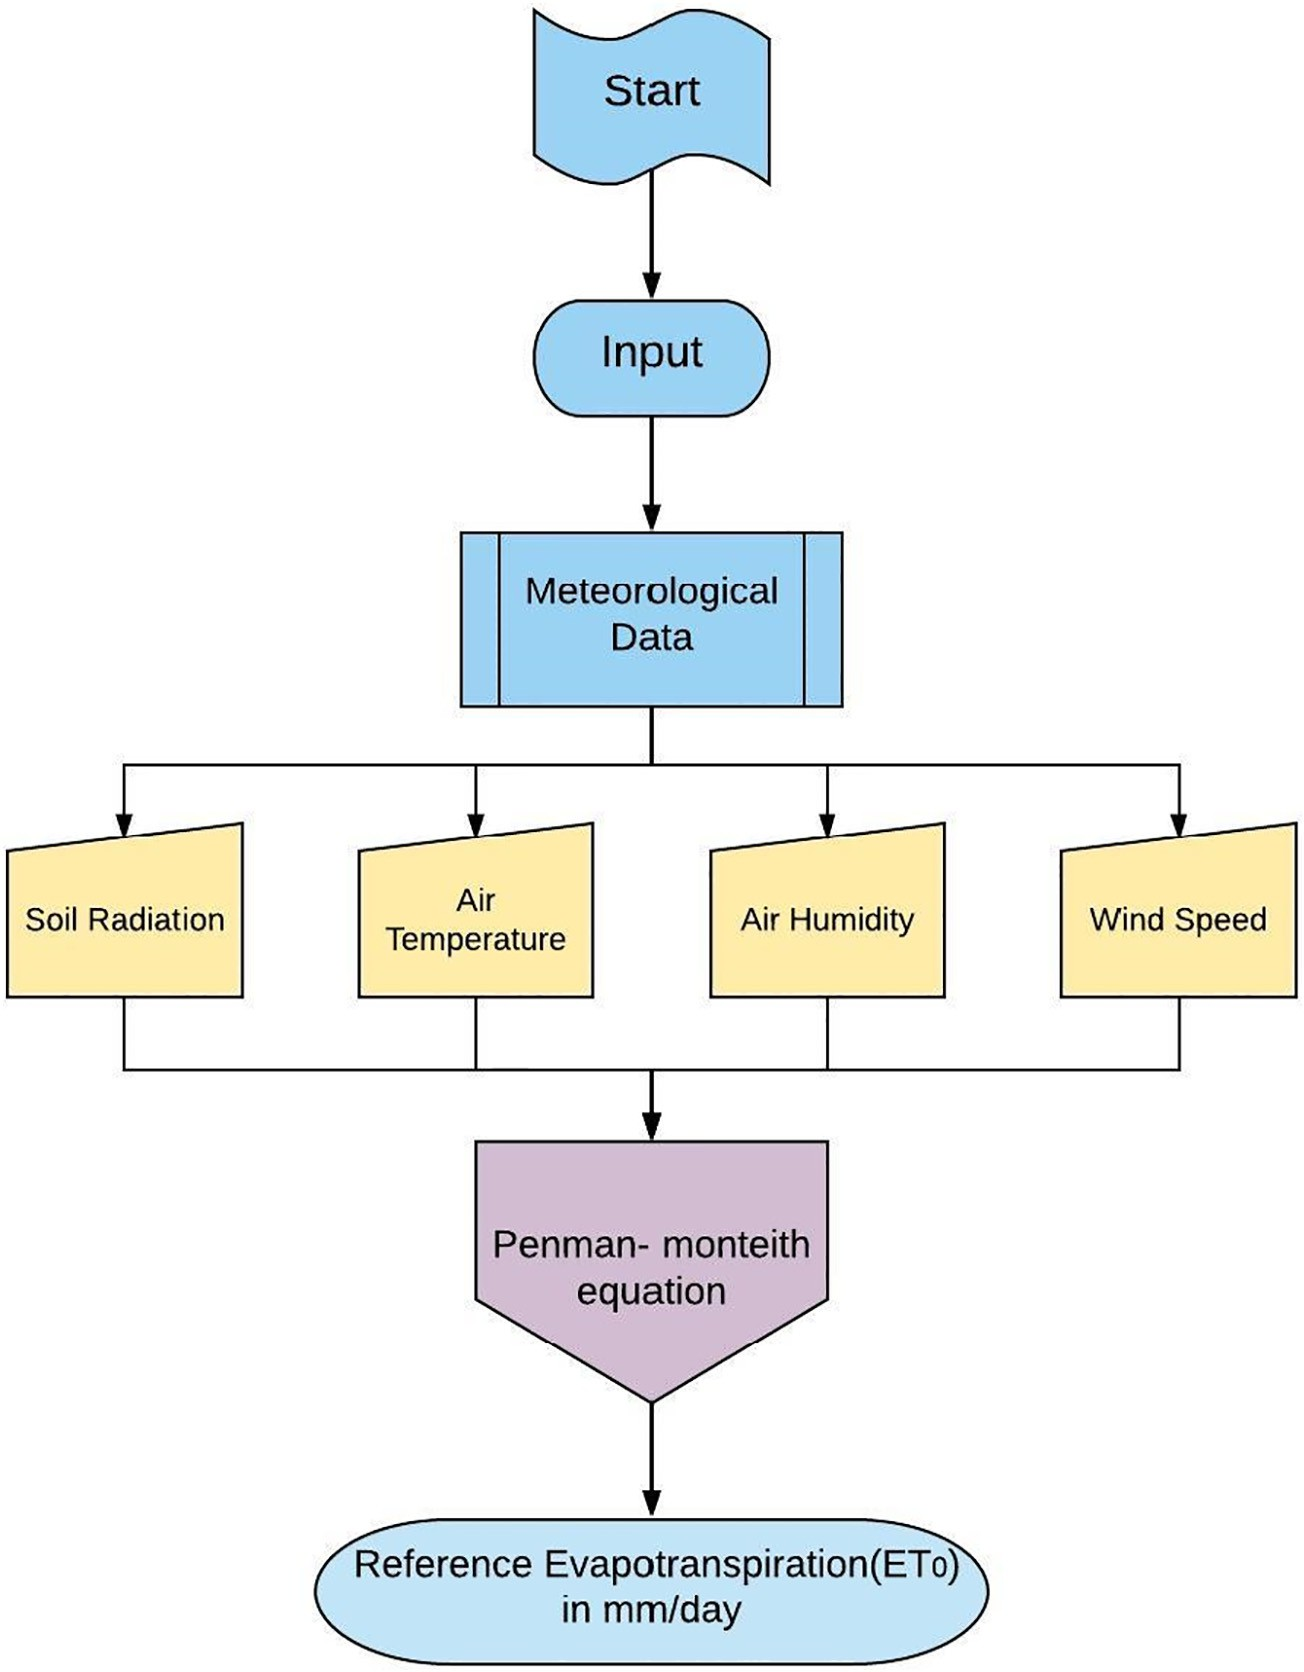 Start
Input
Meteorological
Data
Soil Radiation
Air
Temperature
Air Humidity
Wind Speed
Penman- monteith
equation
Reference Evapotranspiration(ET0)
in mm/day